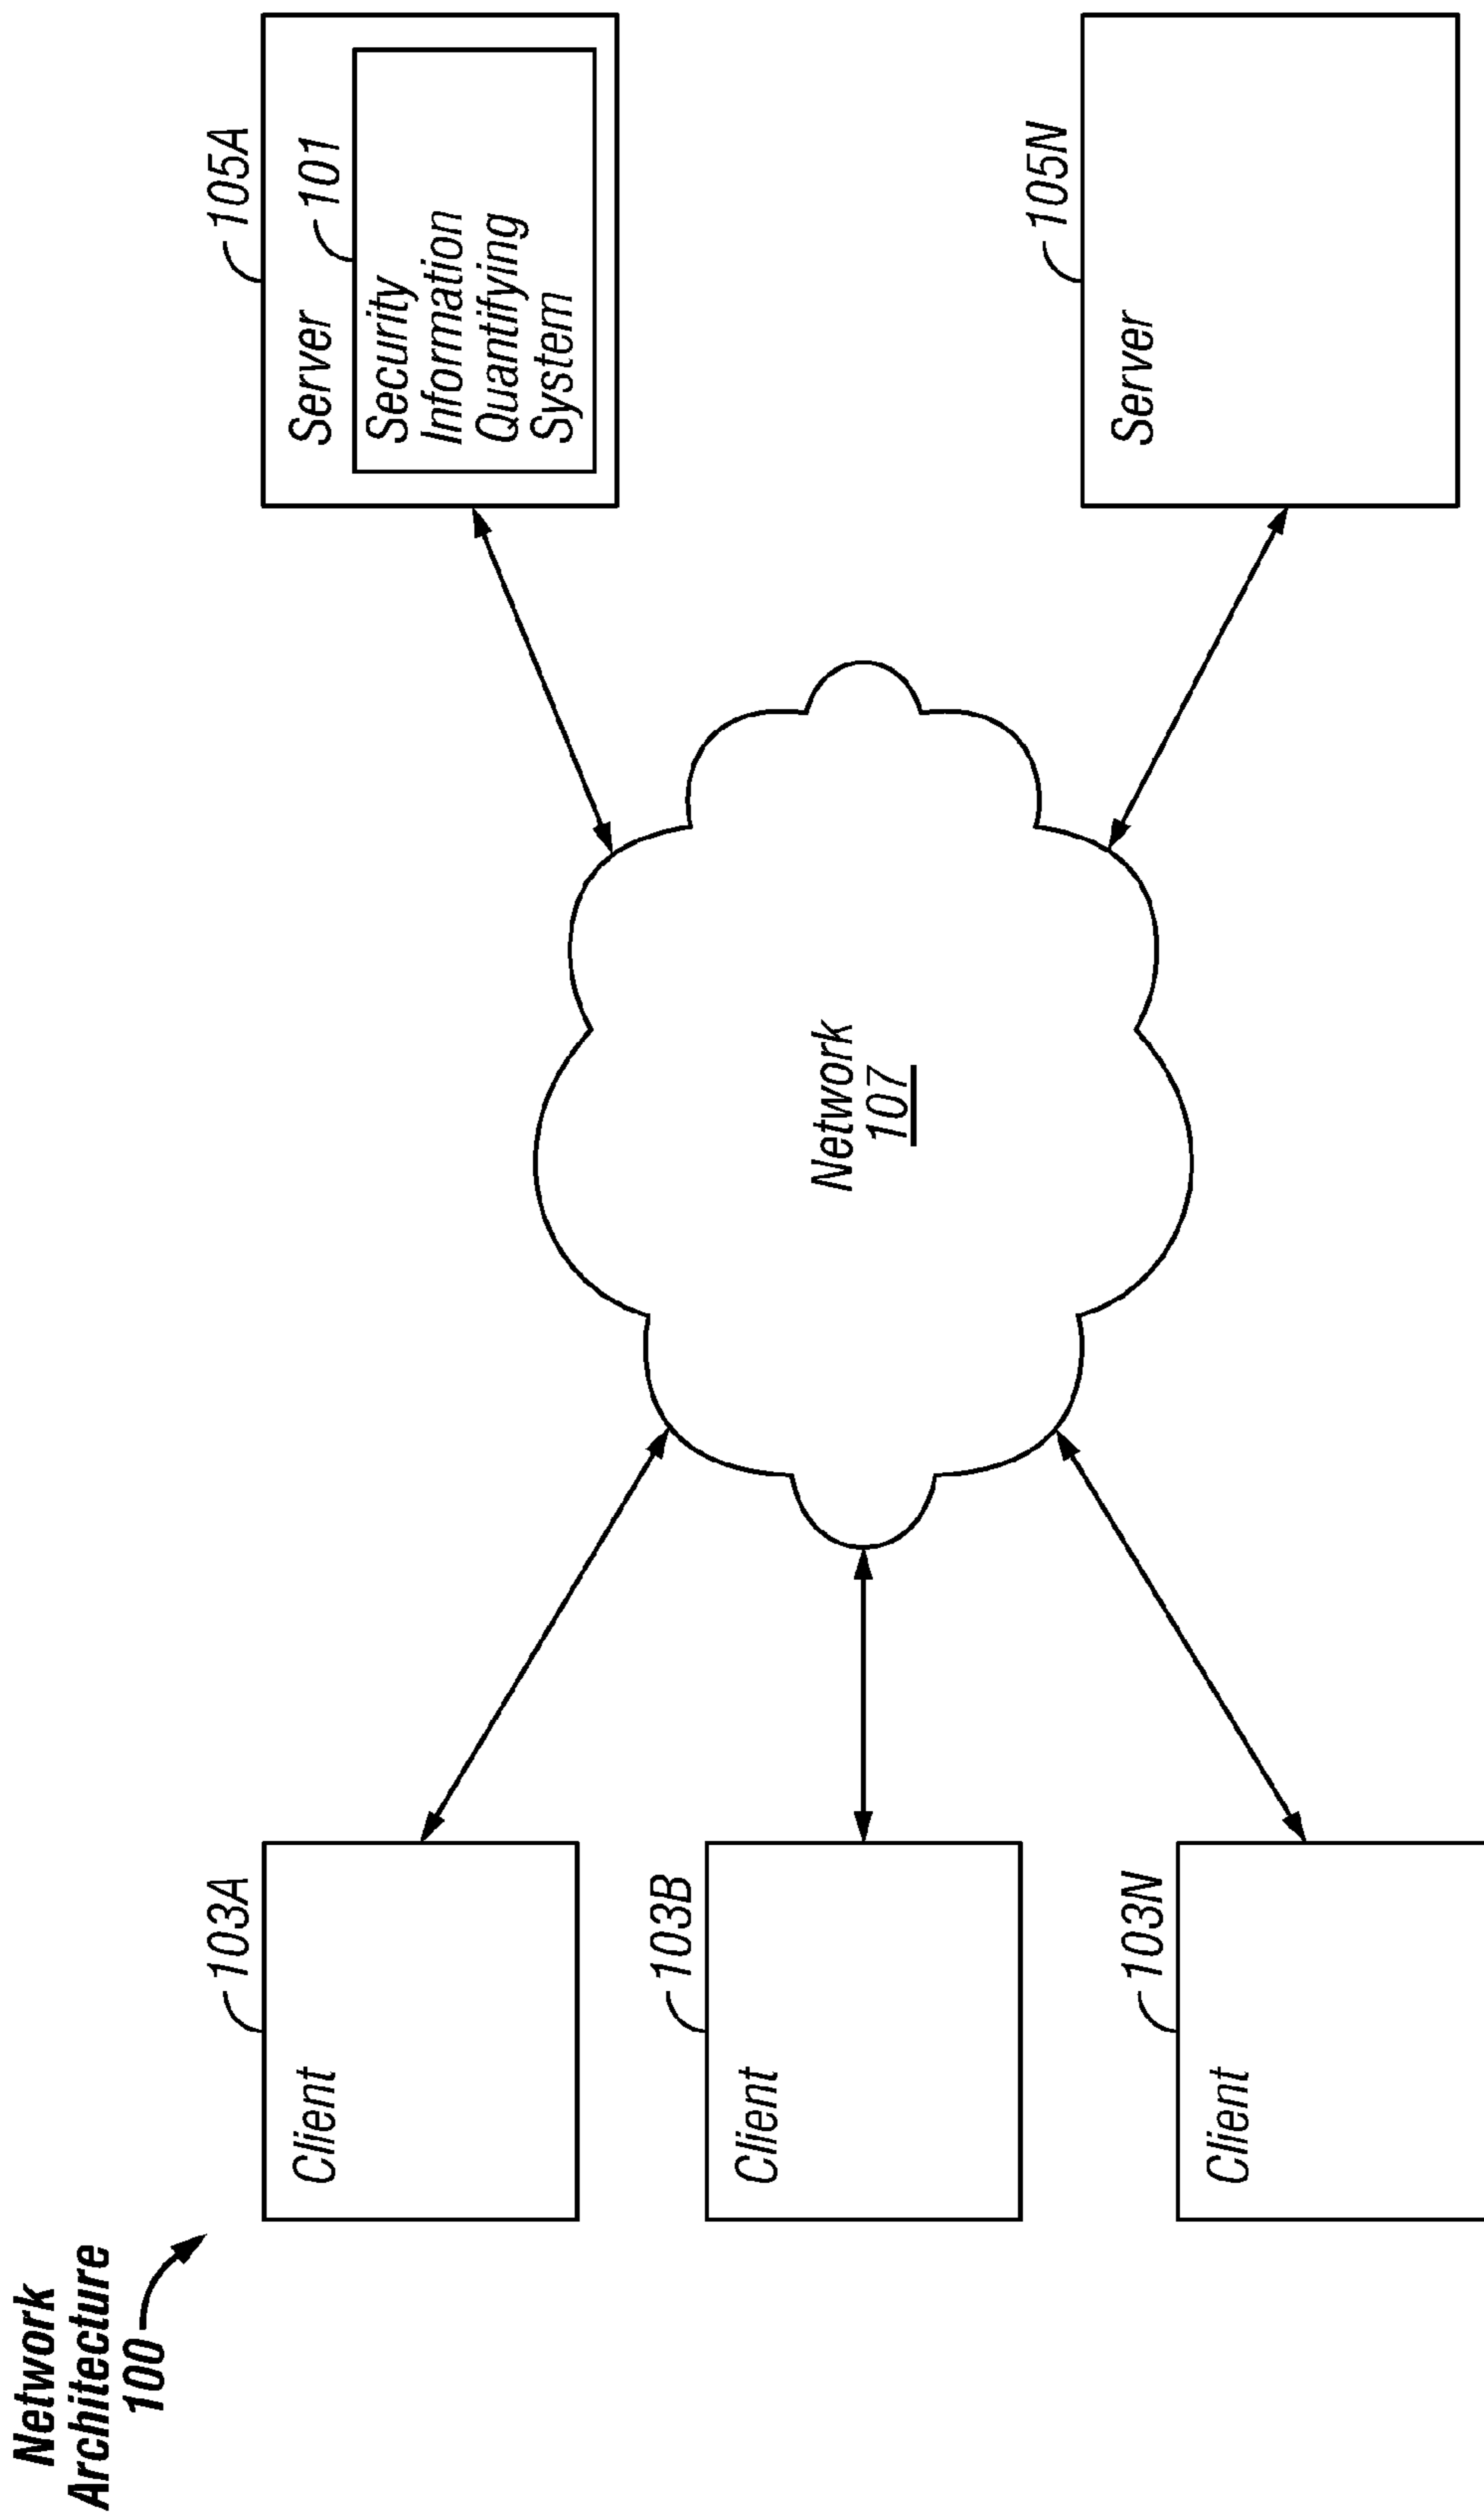 Network
Architecture
100
103A
Client
103B
Client
103N
Client
Network
107
105A
Server
101
Security
Information
Quantifying
System
105N
Server